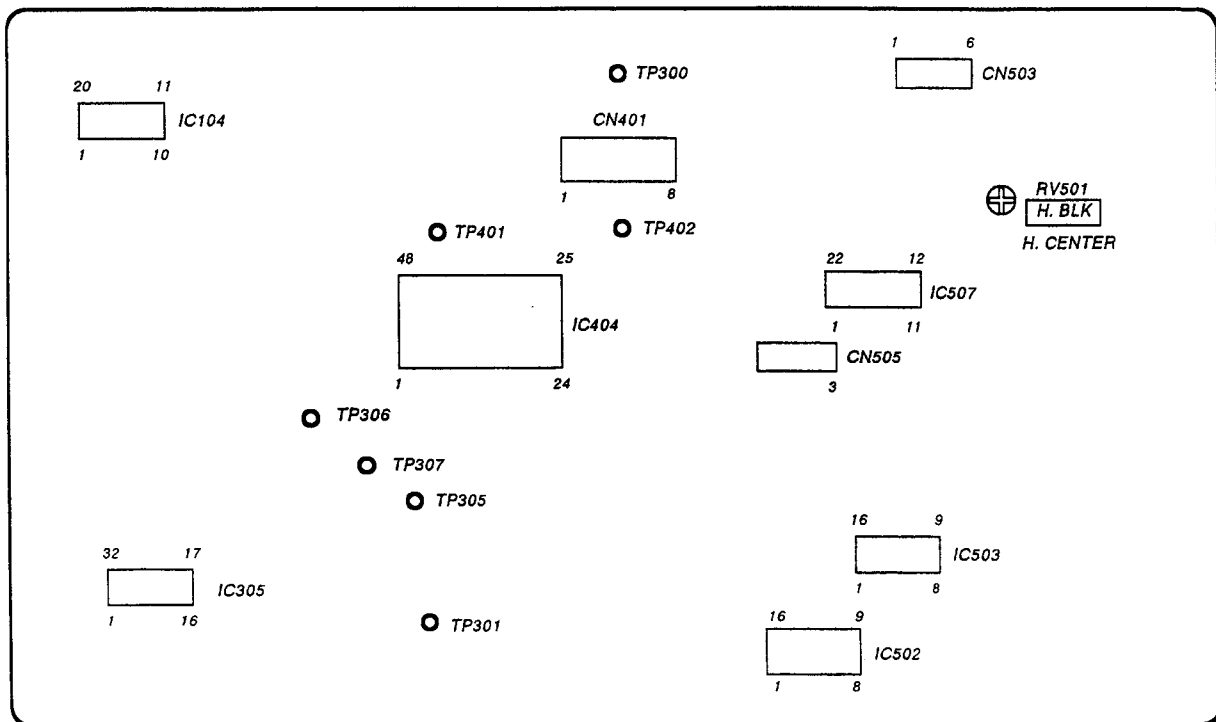 1 6
TP300
CN503
20 11
IC104
CN401
1 10
1 8
RV501
H. BLK
TP401
TP402
H. CENTER
48 25
22 12
IC507
IC404
1 11
CN505
1 24
3
TP306
TP307
TP305
16 9
IC503
32 17
IC305
1 8
1 16
16 9
TP301
IC502
1 8